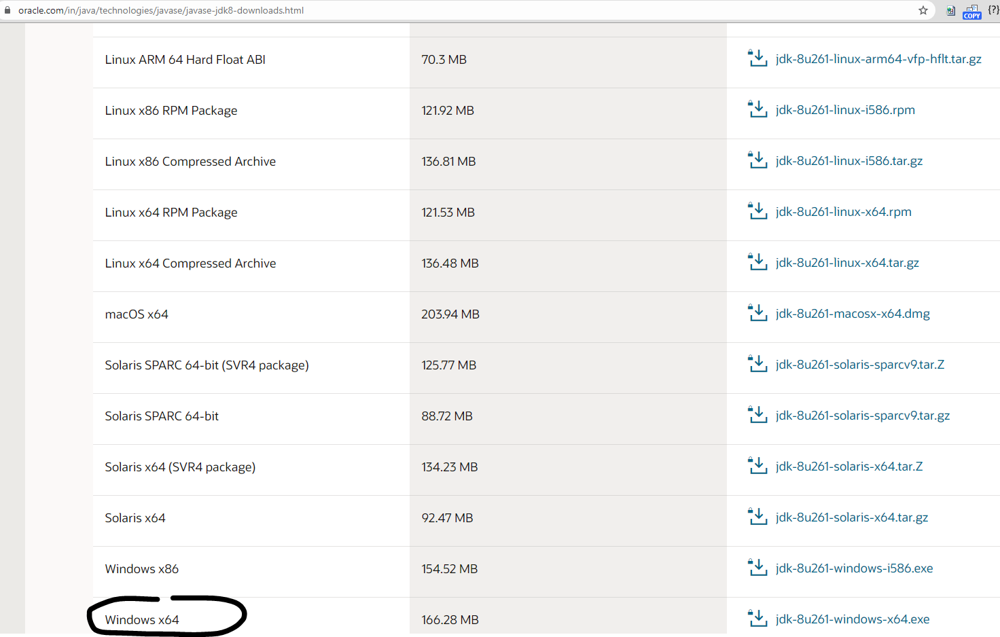 oracle.com/in/java/technologies/javase/javase-jdk8-downloads.html
COPY {?}
Linux ARM 64 Hard Float ABI 70.3 MB jdk-8u261-linux-arm64-vfp-hflt.tar.gz
Linux x86 RPM Package 121.92 MB jdk-8u261-linux-i586.rpm
Linux x86 Compressed Archive 136.81 MB jdk-8u261-linux-i586.tar.gz
Linux x64 RPM Package 121.53 MB jdk-8u261-linux-x64.rpm
Linux x64 Compressed Archive 136.48 MB jdk-8u261-linux-x64.tar.gz
macOS x64 203.94 MB jdk-8u261-macosx-x64.dmg
Solaris SPARC 64-bit (SVR4 package) 125.77 MB jdk-8u261-solaris-sparcv9.tar.Z
Solaris SPARC 64-bit 88.72 MB jdk-8u261-solaris-sparcv9.tar.gz
Solaris x64 (SVR4 package) 134.23 MB jdk-8u261-solaris-x64.tar.Z
Solaris x64 92.47 MB jdk-8u261-solaris-x64.tar.gz
Windows x86 154.52 MB jdk-8u261-windows-i586.exe
Windows x64 166.28 MB jdk-8u261-windows-x64.exe